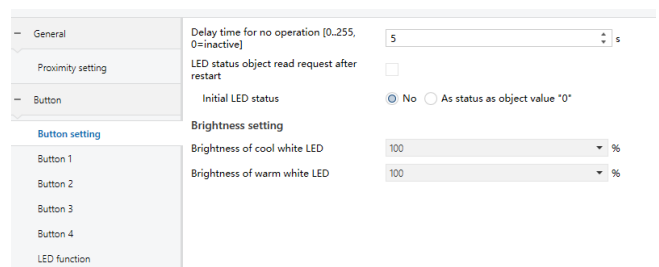 General
Proximity setting
Button
Button setting
Button 1
Button 2
Button 3
Button 4
LED function
Delay time for no operation [0..255,
0=inactive]
5
s
LED status object read request after
restart
Initial LED status
No
As status as object value "0"
Brightness setting
Brightness of cool white LED
100
%
Brightness of warm white LED
100
%